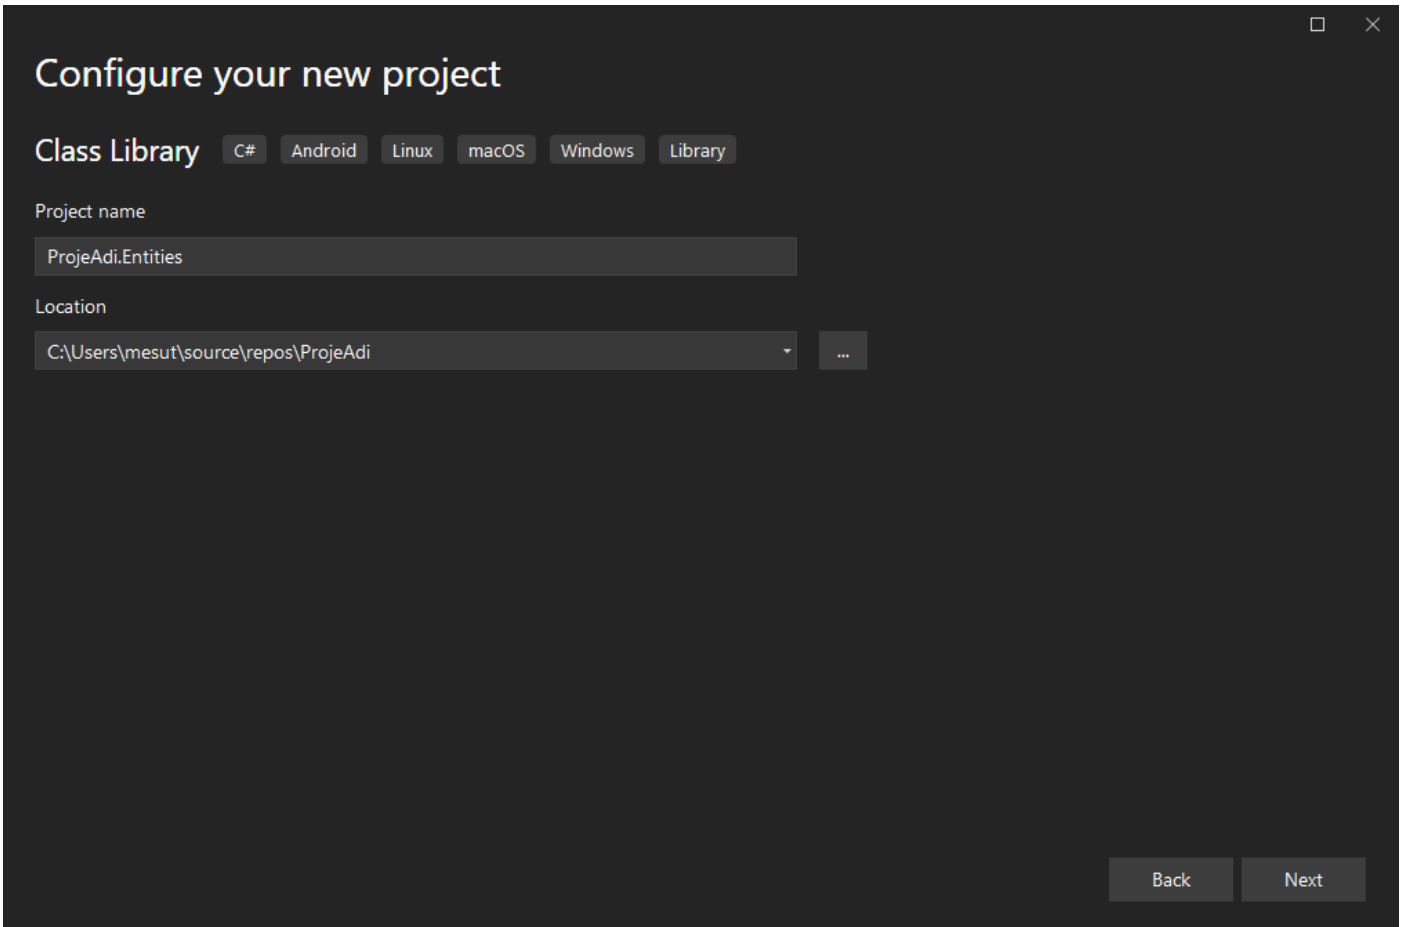 Configure your new project
Class Library C# Android Linux macOS Windows Library
Project name
ProjeAdi.Entities
Location
C:\Users\mesut\source\repos\ProjeAdi ...
Back Next